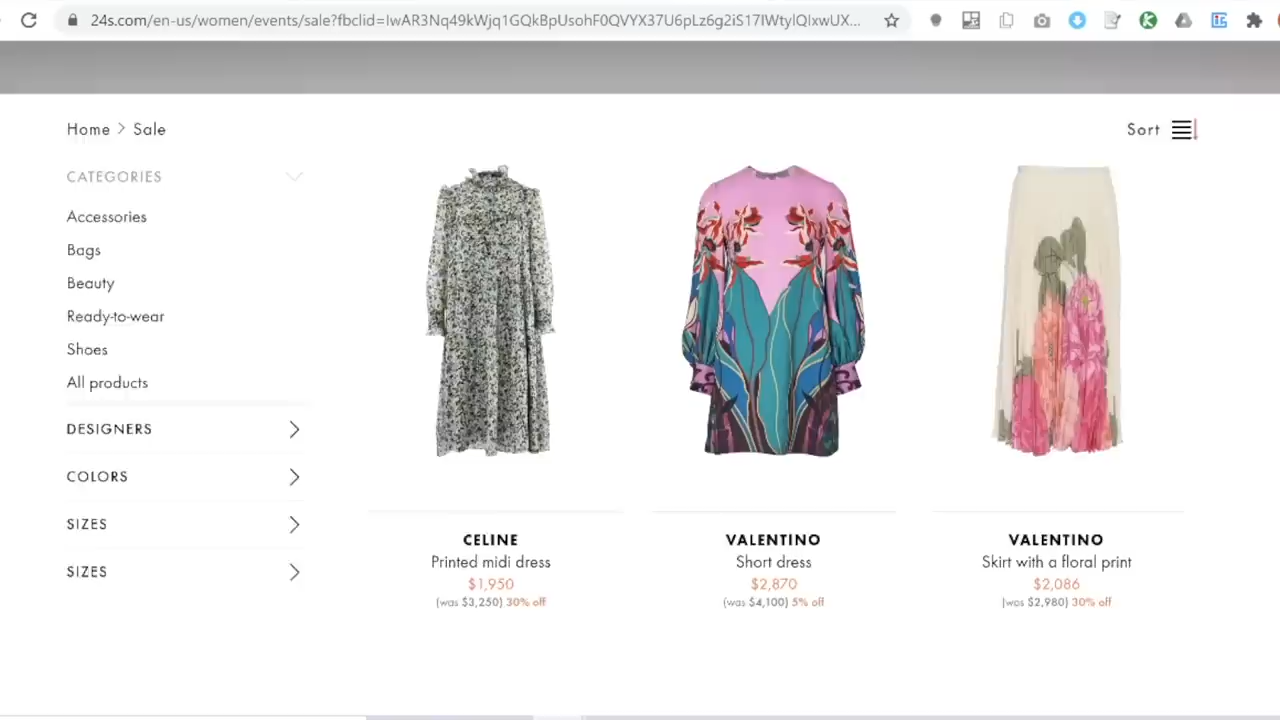 24s.com/en-us/women/events/sale?fbclid=IwAR3Nq49kWjq1GQkBpUsohF0QVYX37U6pLz6g2iS17IWtylQIxwUX...
Home > Sale
Sort
CATEGORIES
Accessories
Bags
Beauty
Ready-to-wear
Shoes
All products
DESIGNERS
COLORS
SIZES
SIZES
CELINE
Printed midi dress
$1,950
(was $3,250) 30% off
VALENTINO
Short dress
$2,870
(was $4,100) 5% off
VALENTINO
Skirt with a floral print
$2,086
(was $2,980) 30% off